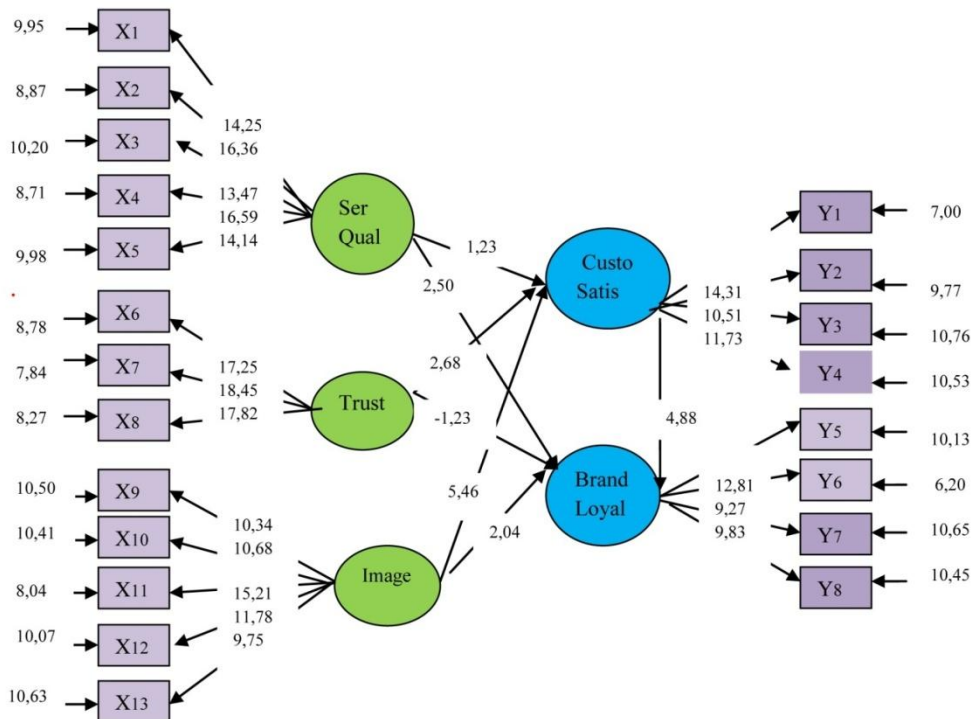 9,95
X1
8,87
X2
14,25
16,36
10,20
X3
8,71
X4
13,47
16,59
14,14
9,98
X5
Ser
Qual
1,23
2,50
Custo
Satis
14,31
10,51
11,73
Y1
7,00
Y2
9,77
Y3
10,76
Y4
10,53
8,78
X6
7,84
X7
17,25
18,45
17,82
8,27
X8
Trust
2,68
-1,23
4,88
Y5
10,13
Brand
Loyal
12,81
9,27
9,83
Y6
6,20
Y7
10,65
Y8
10,45
10,50
X9
10,41
X10
10,34
10,68
8,04
X11
15,21
11,78
9,75
10,07
X12
10,63
X13
Image
5,46
2,04